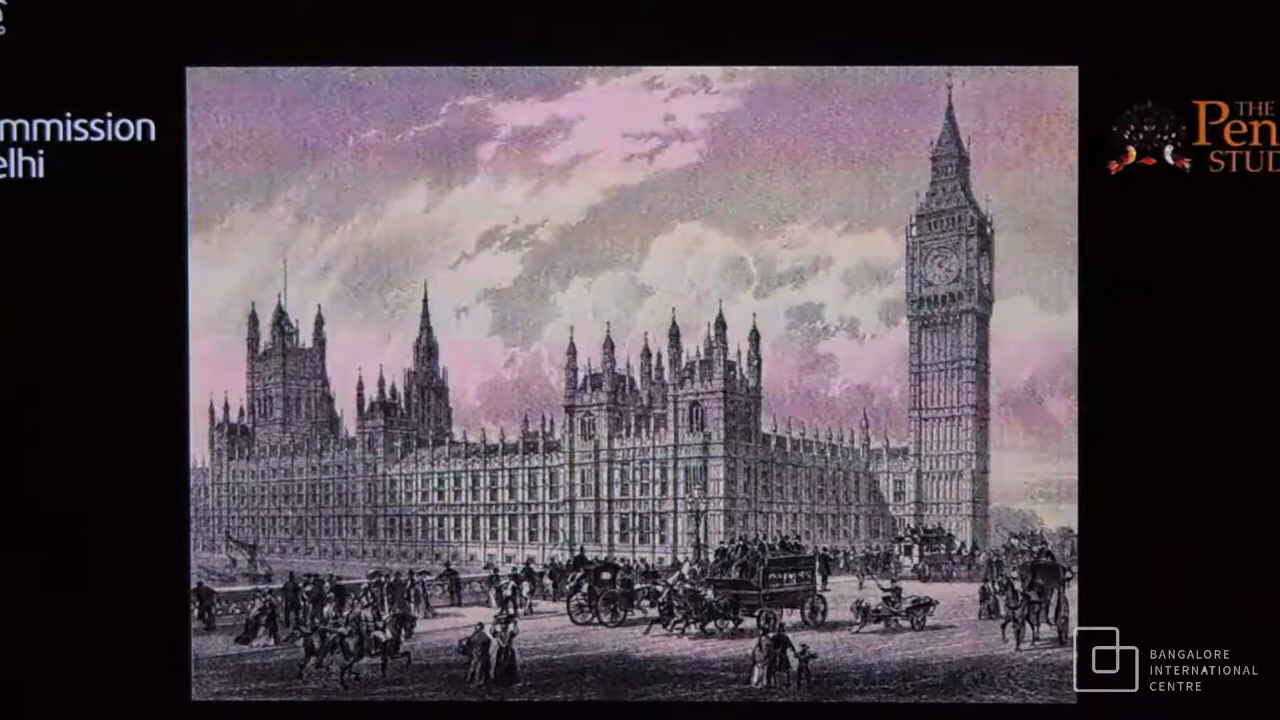 mmission
elhi
THE
Pen
STUD
BANGALORE
INTERNATIONAL
CENTRE